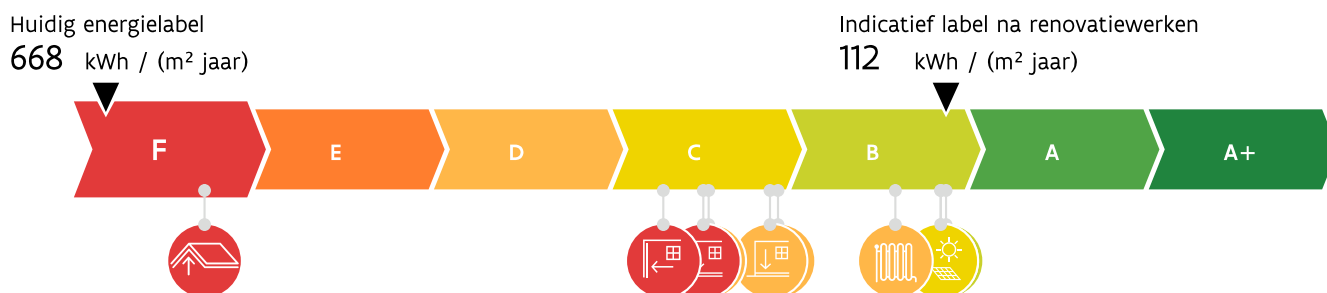 Huidig energielabel
668 kWh / (m² jaar)
Indicatief label na renovatiewerken
112 kWh / (m² jaar)
F E D C B A A+